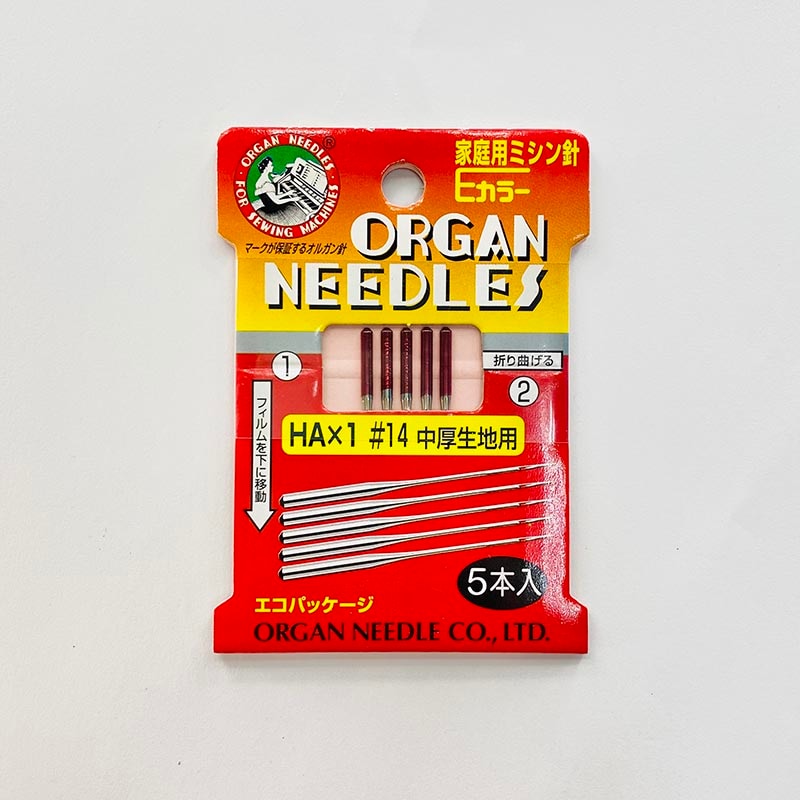 ORGAN NEEDLES
FOR SEWING MACHINES
®
マークが保証するオルガン針
家庭用ミシン針
Eカラー
ORGAN
NEEDLES
1
折り曲げる
2
フィルムを下に移動
HA×1 #14 中厚生地用
5本入
エコパッケージ
ORGAN NEEDLE CO., LTD.